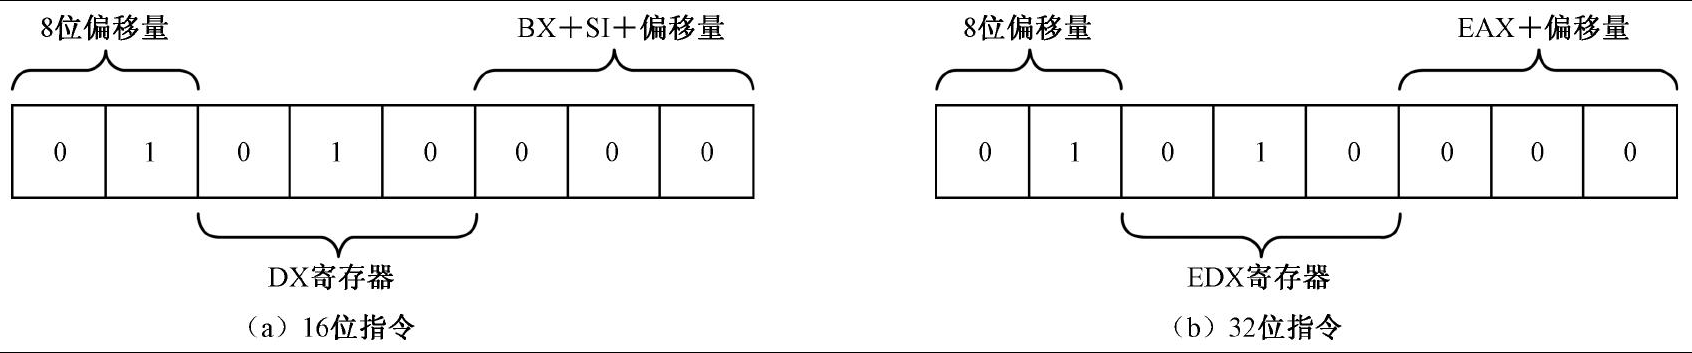 8位偏移量 BX+SI+偏移量 8位偏移量 EAX+偏移量
0 1 0 1 0 0 0 0 0 1 0 1 0 0 0 0
DX寄存器 EDX寄存器
（a）16位指令 （b）32位指令